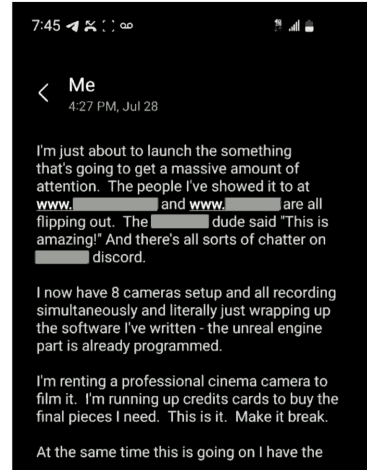 7:45
Me
4:27 PM, Jul 28
I'm just about to launch the something
that's going to get a massive amount of
attention. The people I've showed it to at
www. and www. are all
flipping out. The dude said "This is
amazing!" And there's all sorts of chatter on
discord.
I now have 8 cameras setup and all recording
simultaneously and literally just wrapping up
the software I've written - the unreal engine
part is already programmed.
I'm renting a professional cinema camera to
film it. I'm running up credits cards to buy the
final pieces I need. This is it. Make it break.
At the same time this is going on I have the